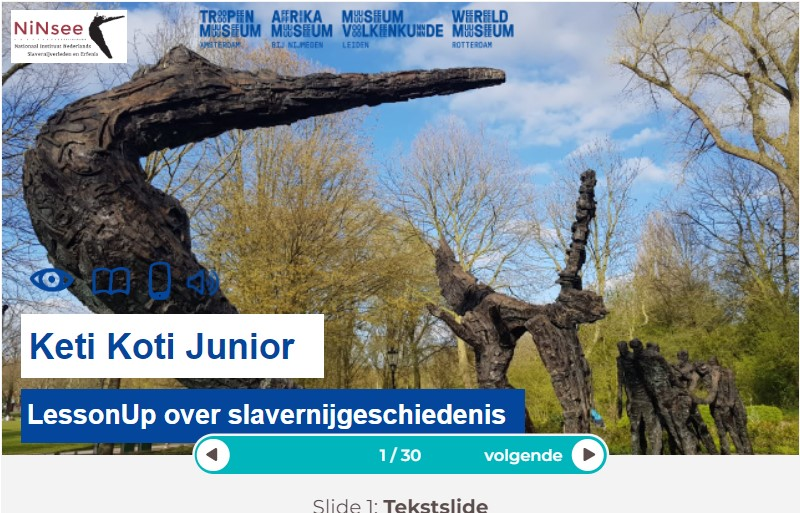 NiNsee
Nationaal Instituut Nederlands
Slavernijverleden en Erfenis
TROPEN
MUSEUM
AMSTERDAM
AFRIKA
MUSEUM
BIJ NIJMEGEN
MUSEUM
VOLKENKUNDE
LEIDEN
WERELD
MUSEUM
ROTTERDAM
Keti Koti Junior
LessonUp over slavernijgeschiedenis
1 / 30 volgende
Slide 1: Tekstslide